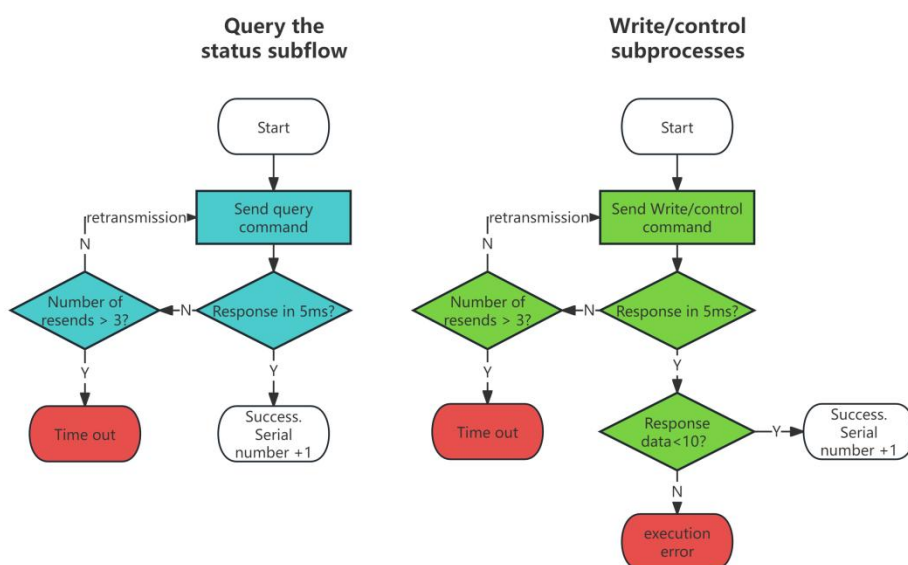 Query the
status subflow
Start
Send query
command
retransmission
N
Number of
resends > 3?
N
Response in 5ms?
Y
Y
Time out
Success.
Serial
number +1
Write/control
subprocesses
Start
Send Write/control
command
retransmission
N
Number of
resends > 3?
N
Response in 5ms?
Y
Y
Time out
Response
data<10?
Y
Success.
Serial
number +1
N
execution
error